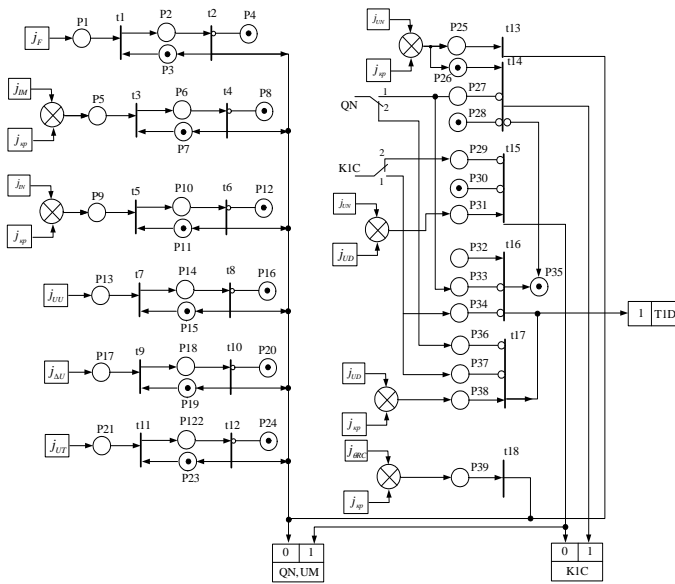 j_F P1 t1 P2 t2 P4
P3
j_IM
j_sp P5 t3 P6 t4 P8
P7
j_IN
j_sp P9 t5 P10 t6 P12
P11
j_UU P13 t7 P14 t8 P16
P15
j_ΔU P17 t9 P18 t10 P20
P19
j_UT P21 t11 P122 t12 P24
P23
j_UN P25 t13
j_sp P26 t14
QN 1 2 P27
P28
K1C 2 1 P29 t15
P30
j_UN P31
j_UD
P32 t16
P33 P35
P34
1 T1D
P36 t17
P37
j_UD P38
j_sp
j_θRC P39 t18
j_sp
0 1
QN, UM
0 1
K1C